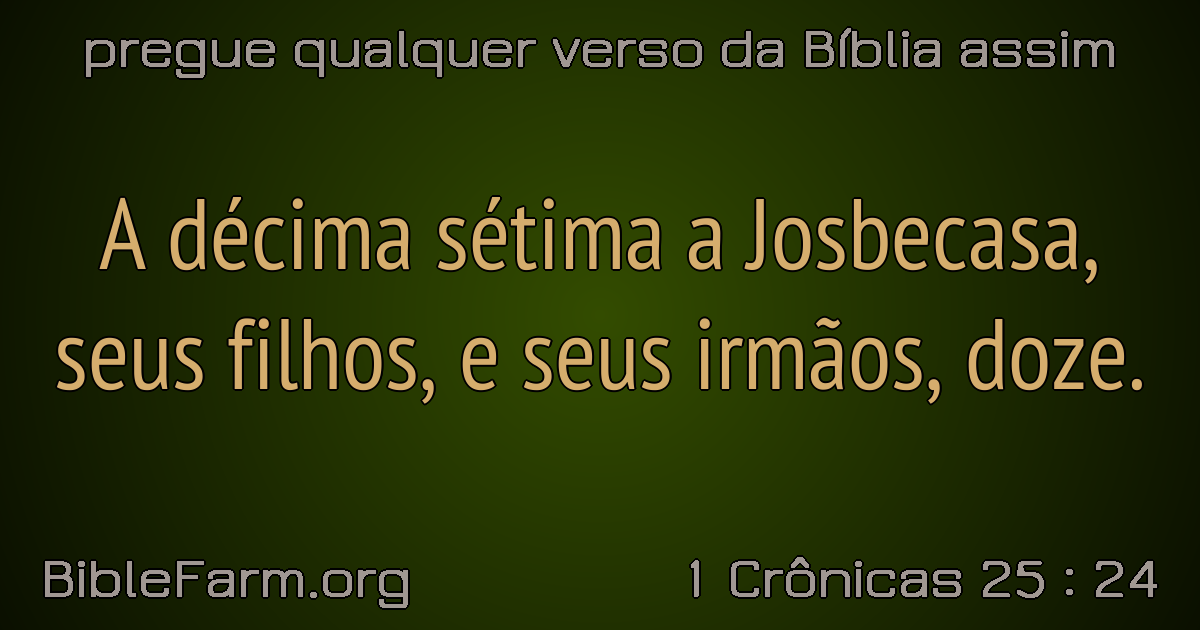 pregue qualquer verso da Bíblia assim
A décima sétima a Josbecasa,
seus filhos, e seus irmãos, doze.
BibleFarm.org
1 Crônicas 25 : 24